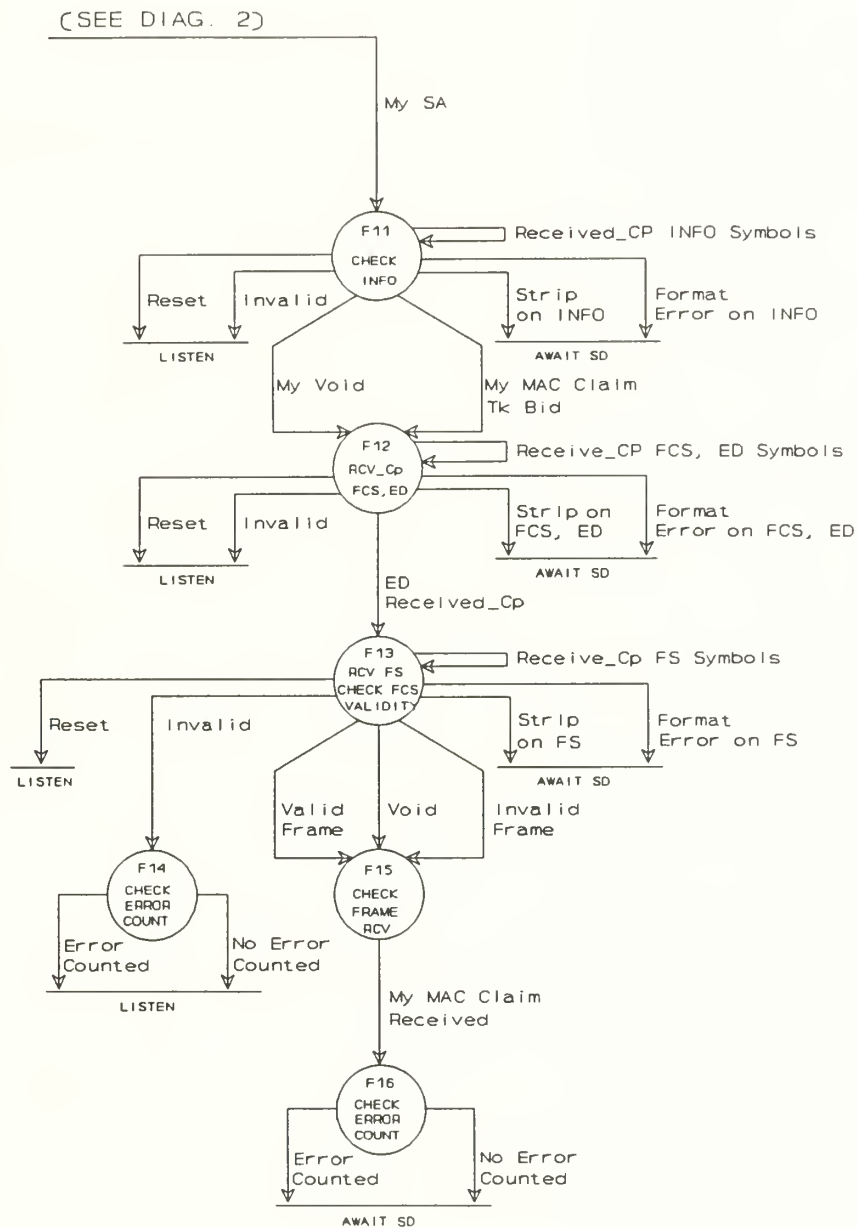 (SEE DIAG. 2)
My SA
F11
CHECK
INFO
Received_CP INFO Symbols
Reset
Invalid
Strip
on INFO
Format
Error on INFO
LISTEN
AWAIT SD
My Void
My MAC Claim
Tk Bid
F12
RCV_Cp
FCS,ED
Receive_CP FCS, ED Symbols
Reset
Invalid
Strip on
FCS, ED
Format
Error on FCS, ED
LISTEN
AWAIT SD
ED
Received_Cp
F13
RCV FS
CHECK FCS
VALIDITY
Receive_Cp FS Symbols
Reset
Invalid
Strip
on FS
Format
Error on FS
LISTEN
AWAIT SD
Valid
Frame
Void
Invalid
Frame
F14
CHECK
ERROR
COUNT
F15
CHECK
FRAME
RCV
Error
Counted
No Error
Counted
LISTEN
My MAC Claim
Received
F16
CHECK
ERROR
COUNT
Error
Counted
No Error
Counted
AWAIT SD